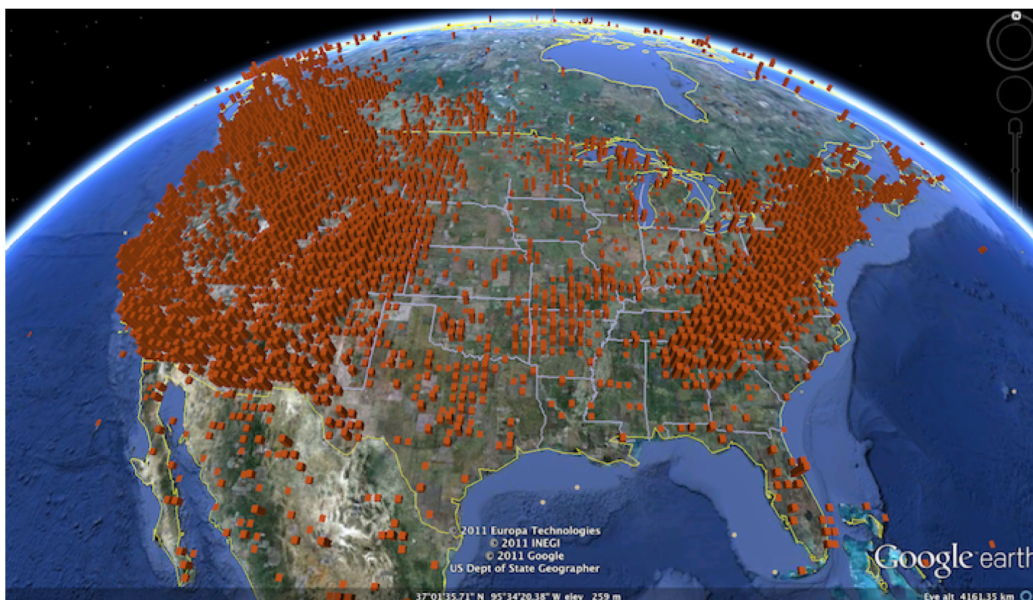 N
© 2011 Europa Technologies
© 2011 INEGI
© 2011 Google
US Dept of State Geographer
Google earth
37°01'35.71" N 95°34'20.38" W elev 259 m
Eye alt 4161.35 km